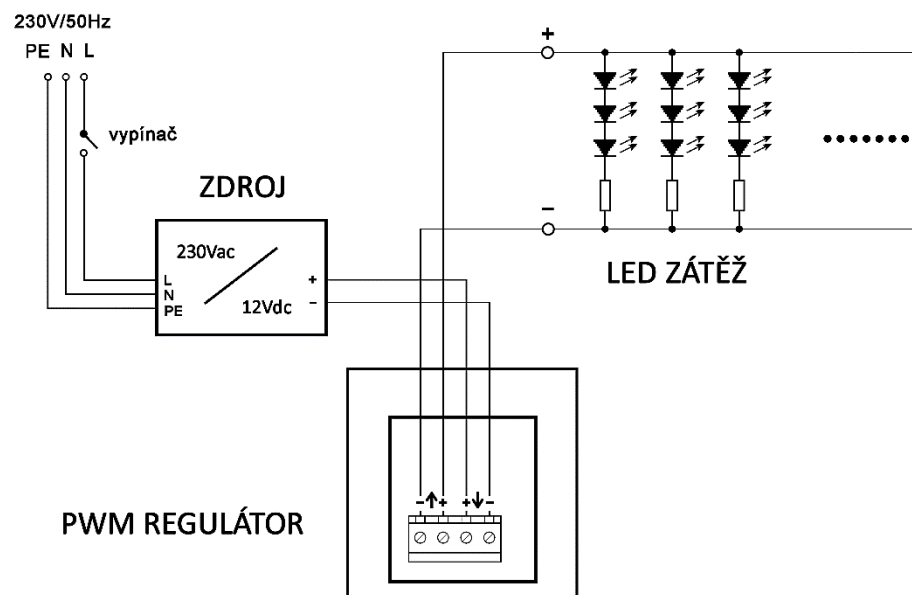 230V/50Hz
PE N L
vypínač
ZDROJ
230Vac
12Vdc
L
N
PE
+
−
+
−
LED ZÁTĚŽ
PWM REGULÁTOR
−↑+ +↓−